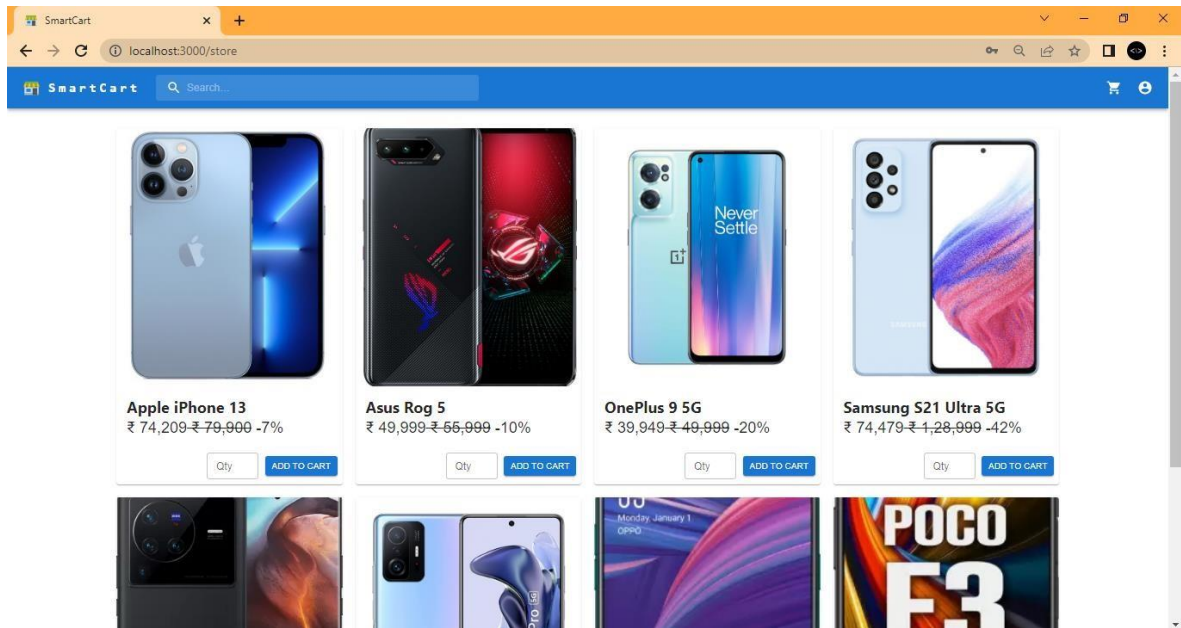 SmartCart
localhost:3000/store
SmartCart
Search...
Never
Settle
SAMSUNG
Apple iPhone 13
₹ 74,209 ₹ 79,900 -7%
Qty
ADD TO CART
Asus Rog 5
₹ 49,999 ₹ 55,999 -10%
Qty
ADD TO CART
OnePlus 9 5G
₹ 39,949 ₹ 49,999 -20%
Qty
ADD TO CART
Samsung S21 Ultra 5G
₹ 74,479 ₹ 1,28,999 -42%
Qty
ADD TO CART
Pro 5G
Monday, January 1
OPPO
POCO
F3